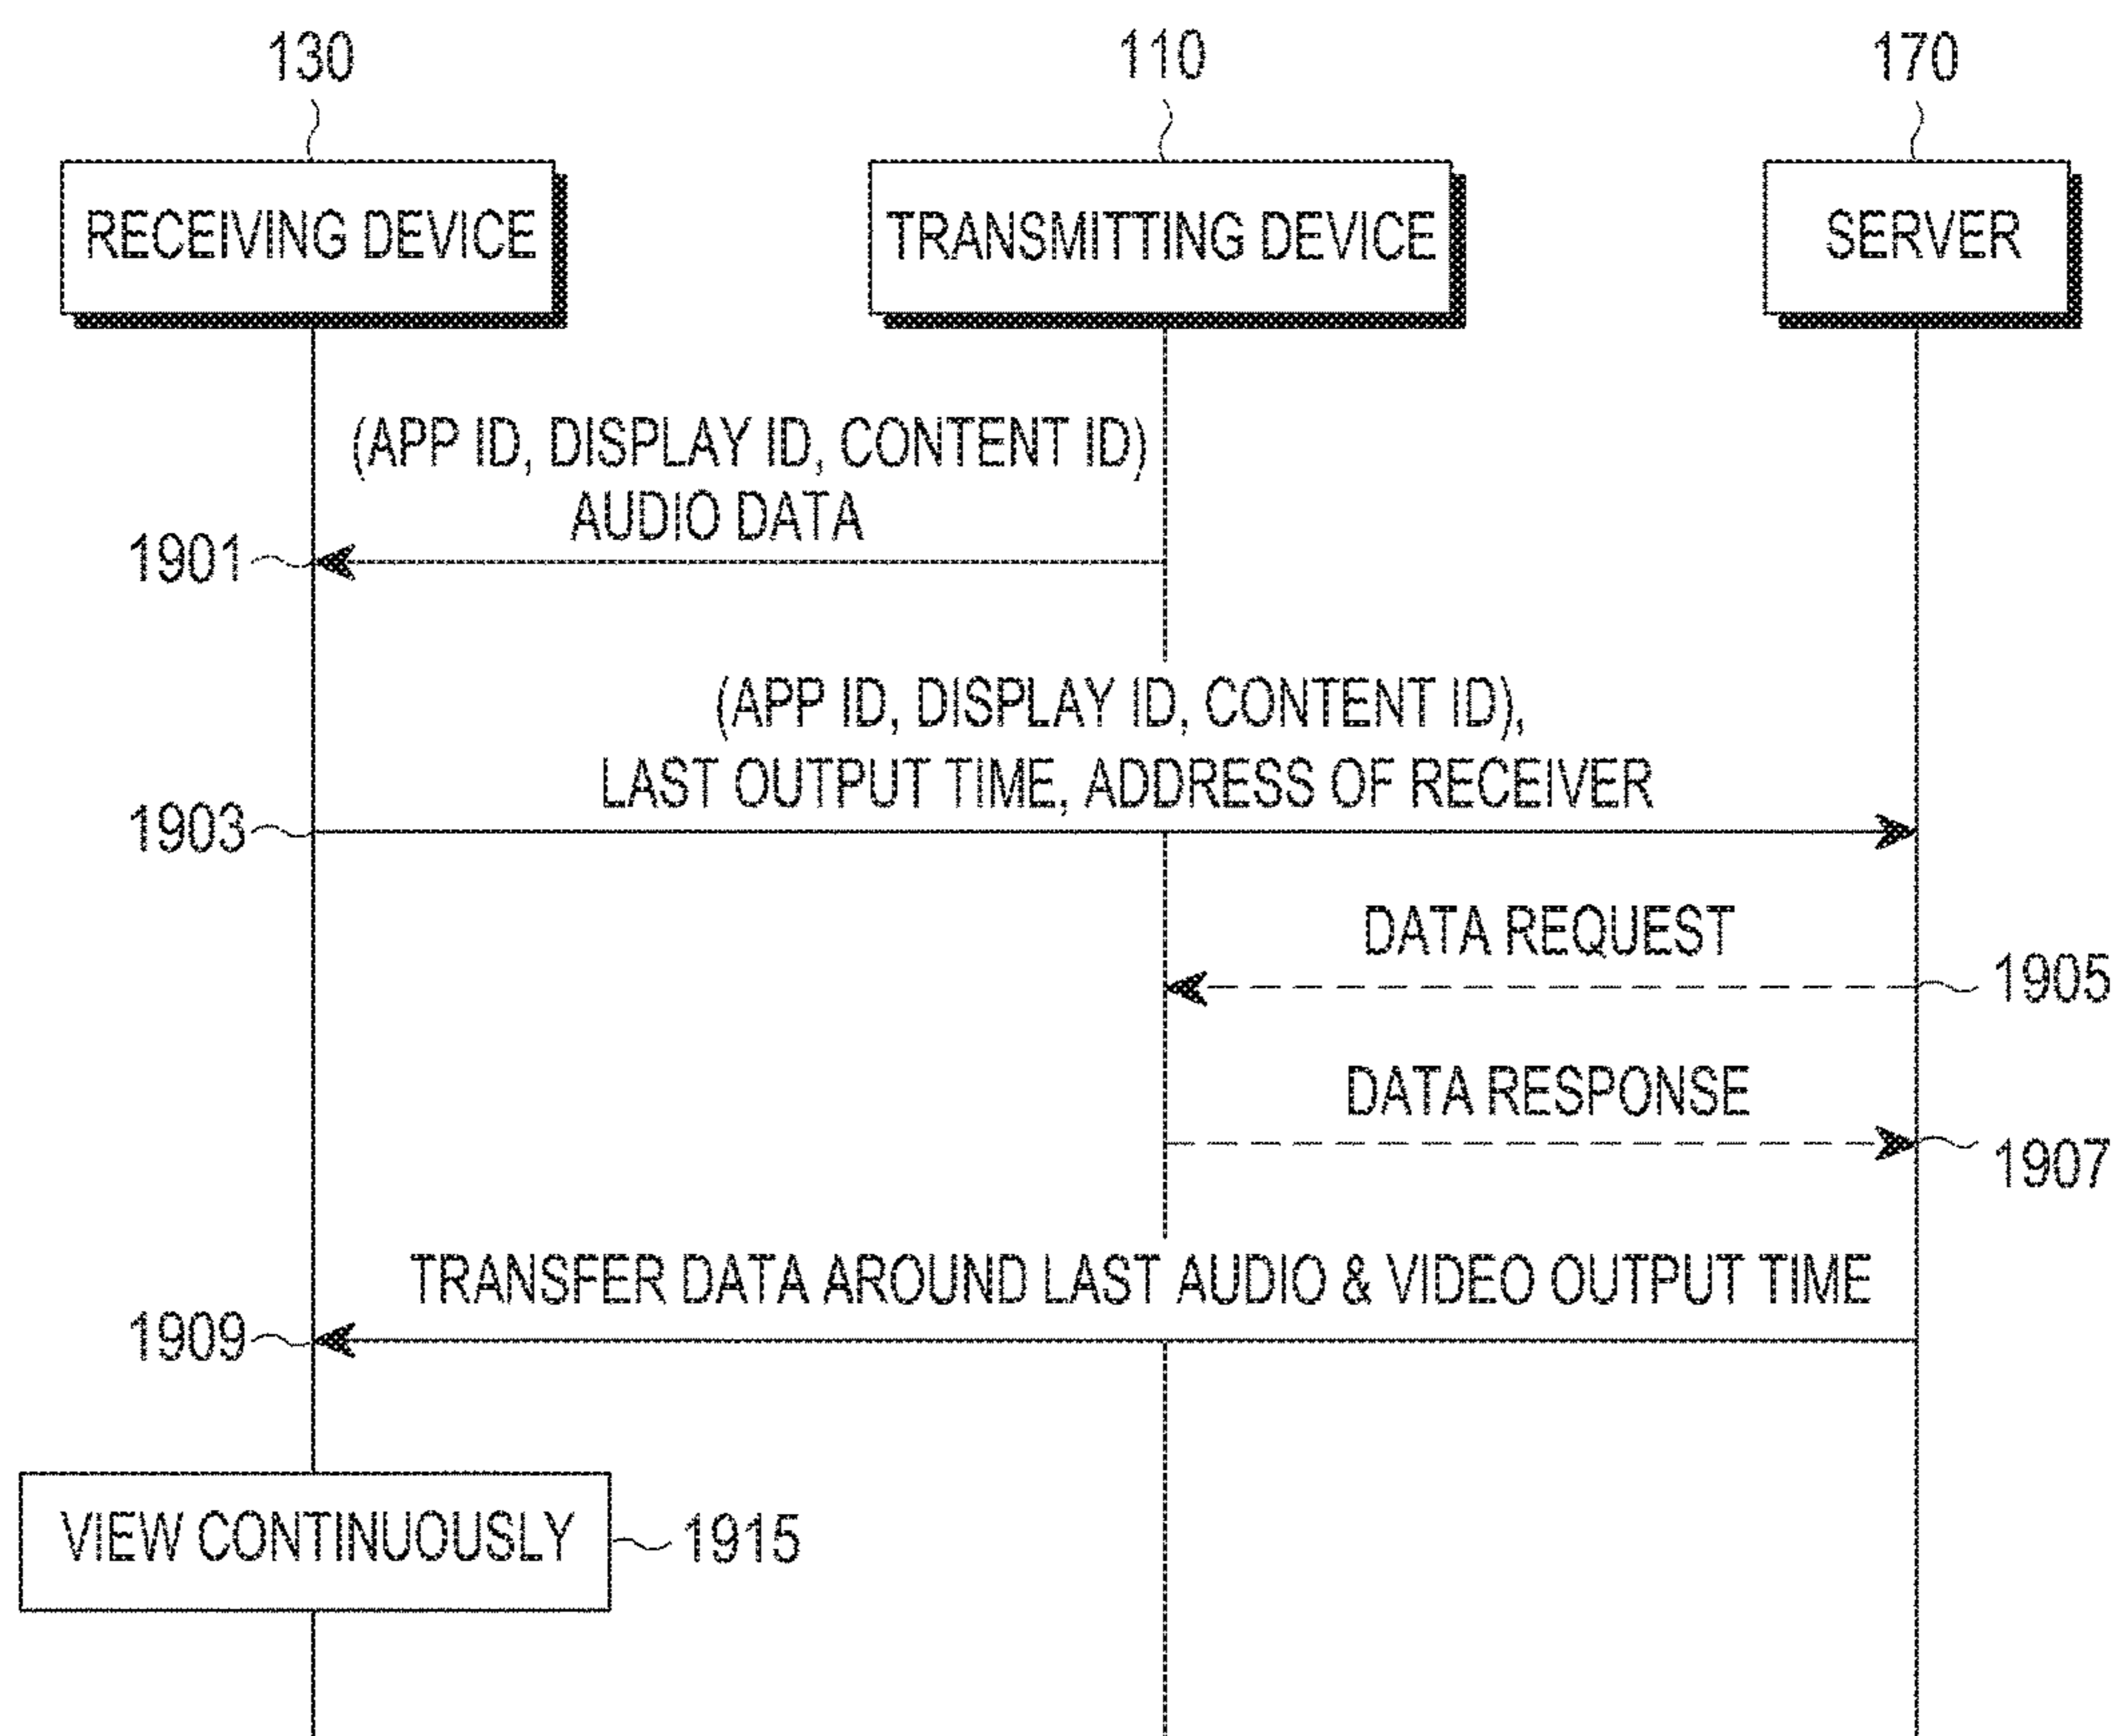 130
110
170
RECEIVING DEVICE
TRANSMITTING DEVICE
SERVER
(APP ID, DISPLAY ID, CONTENT ID)
AUDIO DATA
1901
(APP ID, DISPLAY ID, CONTENT ID),
LAST OUTPUT TIME, ADDRESS OF RECEIVER
1903
DATA REQUEST
1905
DATA RESPONSE
1907
TRANSFER DATA AROUND LAST AUDIO & VIDEO OUTPUT TIME
1909
VIEW CONTINUOUSLY
1915